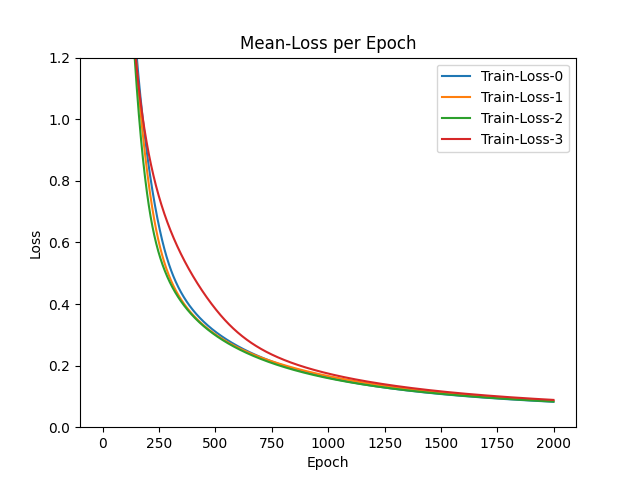 Mean-Loss per Epoch
1.2
1.0
0.8
0.6
0.4
0.2
0.0
Loss
Train-Loss-0
Train-Loss-1
Train-Loss-2
Train-Loss-3
0 250 500 750 1000 1250 1500 1750 2000
Epoch